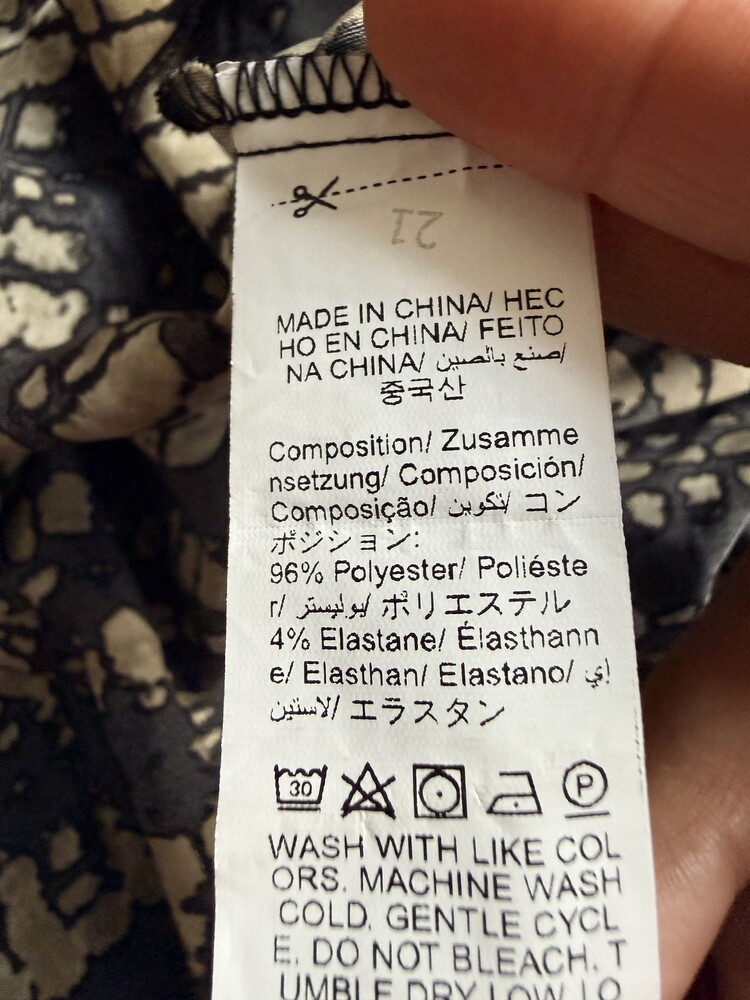 21
MADE IN CHINA/ HEC
HO EN CHINA/ FEITO
NA CHINA/ صنع بالصين/
중국산
Composition/ Zusamme
nsetzung/ Composición/
Composição/ تكوين/ コン
ポジション:
96% Polyester/ Poliéste
r/ بوليستر/ ポリエステル
4% Elastane/ Élasthann
e/ Elasthan/ Elastano/ إي
لاستين/ エラスタン
30 P
WASH WITH LIKE COL
ORS. MACHINE WASH
COLD. GENTLE CYCL
E. DO NOT BLEACH. T
UMBLE DRY LOW. LO